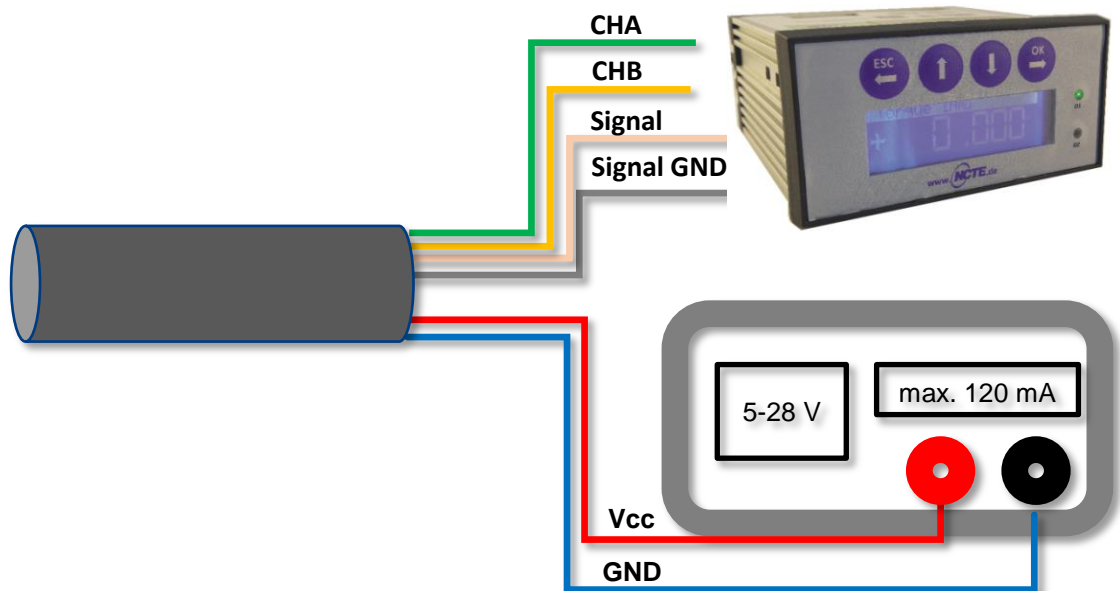 CHA
CHB
Signal
Signal GND
ESC
OK
0.000
www.NCTE.de
5-28 V
max. 120 mA
Vcc
GND